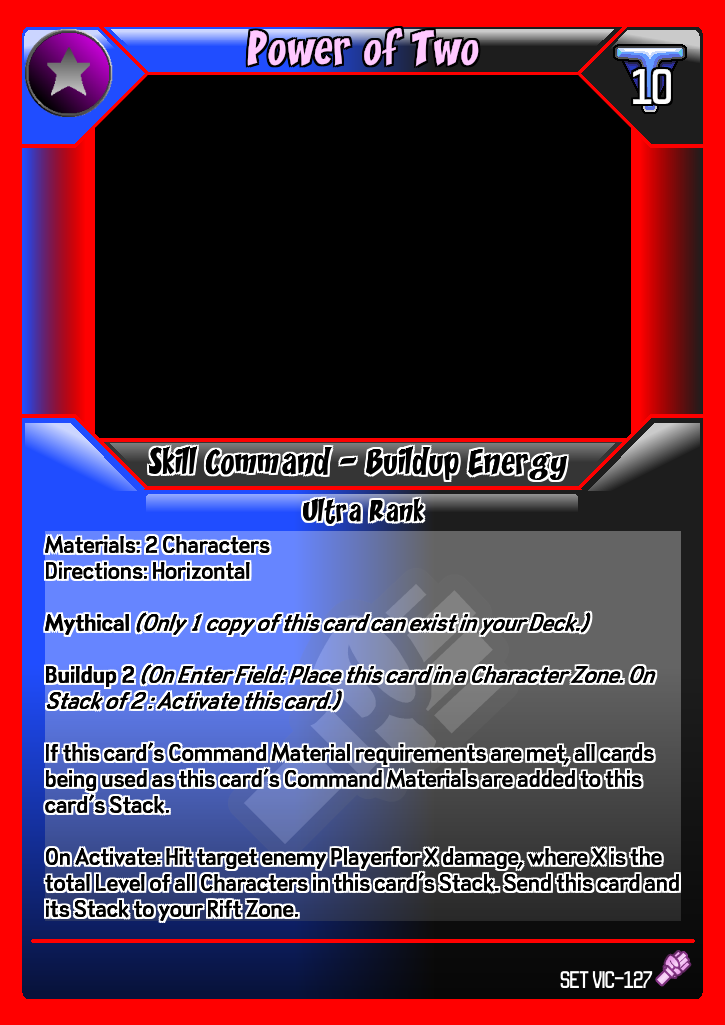 Power of Two
10
Skill Command - Buildup Energy
Ultra Rank
Materials: 2 Characters
Directions: Horizontal
Mythical (Only 1 copy of this card can exist in your Deck.)
Buildup 2 (On Enter Field: Place this card in a Character Zone. On
Stack of 2 : Activate this card.)
If this card's Command Material requirements are met, all cards
being used as this card's Command Materials are added to this
card's Stack.
On Activate: Hit target enemy Playerfor X damage, where X is the
total Level of all Characters in this card's Stack. Send this card and
its Stack to your Rift Zone.
SET VIC-127